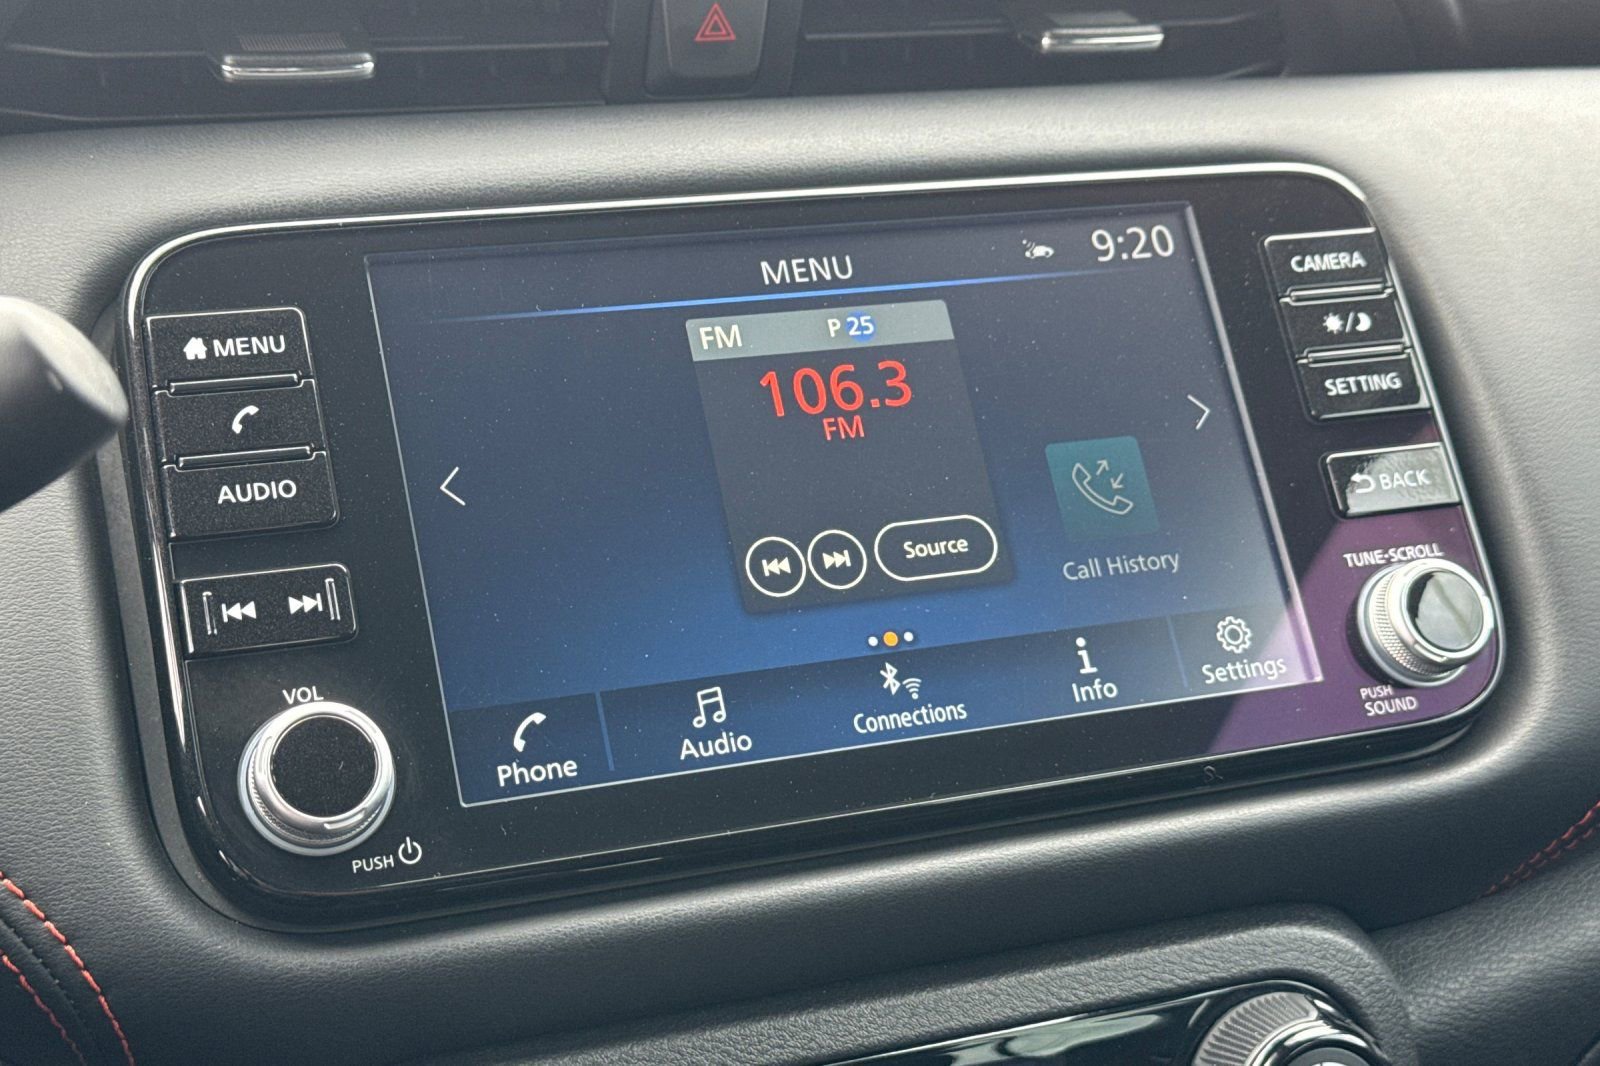 MENU
9:20
FM P 25
106.3
FM
Source
Call History
Phone
Audio
Connections
Info
Settings
MENU
AUDIO
VOL
PUSH
CAMERA
SETTING
BACK
TUNE·SCROLL
PUSH
SOUND